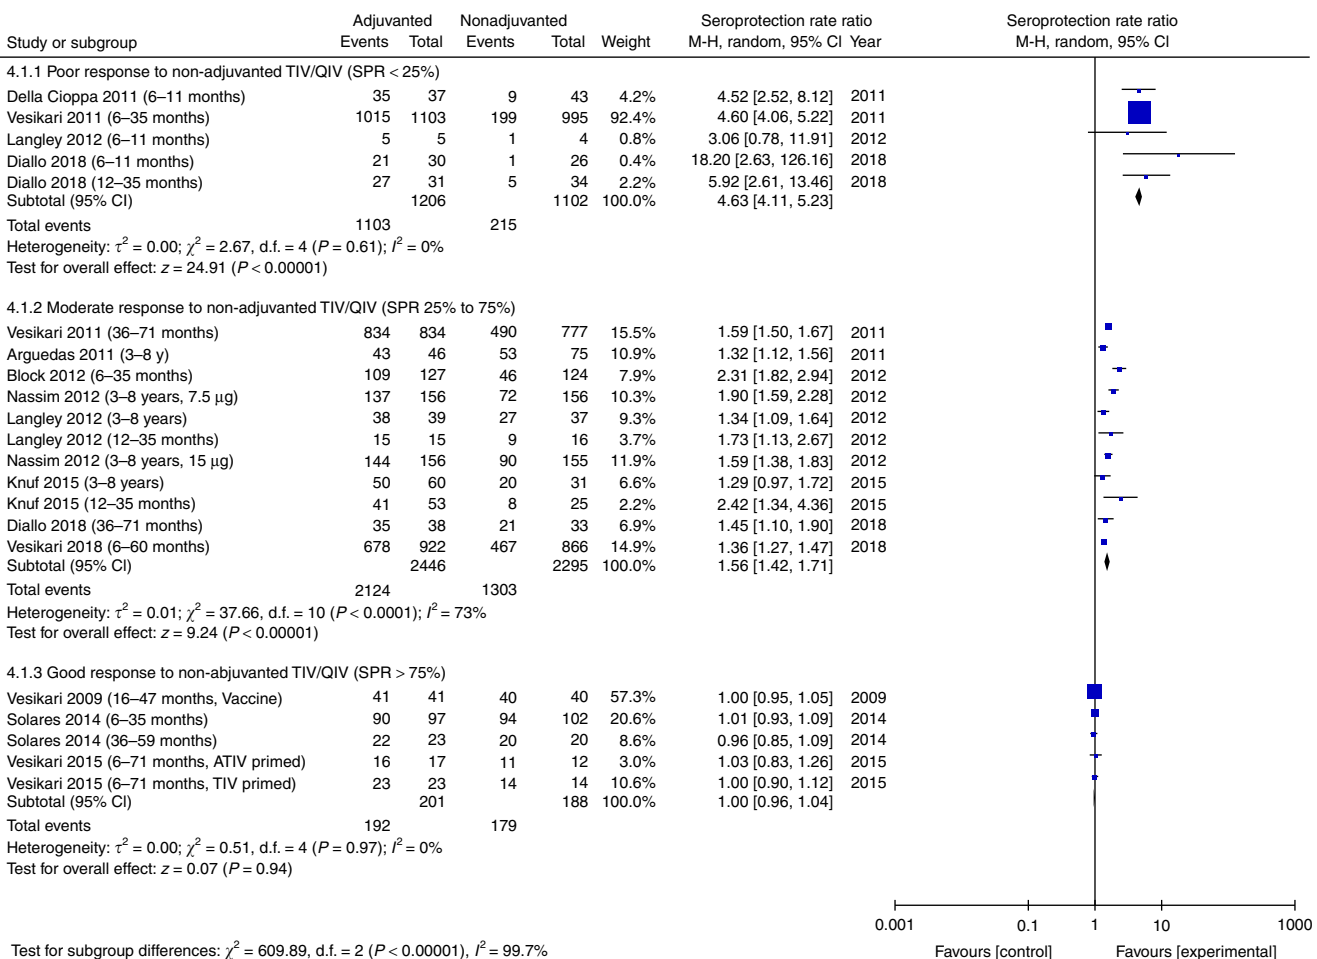 Adjuvanted Nonadjuvanted Seroprotection rate ratio Seroprotection rate ratio
Study or subgroup Events Total Events Total Weight M-H, random, 95% CI Year M-H, random, 95% CI
4.1.1 Poor response to non-adjuvanted TIV/QIV (SPR < 25%)
Della Cioppa 2011 (6–11 months) 35 37 9 43 4.2% 4.52 [2.52, 8.12] 2011
Vesikari 2011 (6–35 months) 1015 1103 199 995 92.4% 4.60 [4.06, 5.22] 2011
Langley 2012 (6–11 months) 5 5 1 4 0.8% 3.06 [0.78, 11.91] 2012
Diallo 2018 (6–11 months) 21 30 1 26 0.4% 18.20 [2.63, 126.16] 2018
Diallo 2018 (12–35 months) 27 31 5 34 2.2% 5.92 [2.61, 13.46] 2018
Subtotal (95% CI) 1206 1102 100.0% 4.63 [4.11, 5.23]
Total events 1103 215
Heterogeneity: τ² = 0.00; χ² = 2.67, d.f. = 4 (P = 0.61); I² = 0%
Test for overall effect: z = 24.91 (P < 0.00001)
4.1.2 Moderate response to non-adjuvanted TIV/QIV (SPR 25% to 75%)
Vesikari 2011 (36–71 months) 834 834 490 777 15.5% 1.59 [1.50, 1.67] 2011
Arguedas 2011 (3–8 y) 43 46 53 75 10.9% 1.32 [1.12, 1.56] 2011
Block 2012 (6–35 months) 109 127 46 124 7.9% 2.31 [1.82, 2.94] 2012
Nassim 2012 (3–8 years, 7.5 µg) 137 156 72 156 10.3% 1.90 [1.59, 2.28] 2012
Langley 2012 (3–8 years) 38 39 27 37 9.3% 1.34 [1.09, 1.64] 2012
Langley 2012 (12–35 months) 15 15 9 16 3.7% 1.73 [1.13, 2.67] 2012
Nassim 2012 (3–8 years, 15 µg) 144 156 90 155 11.9% 1.59 [1.38, 1.83] 2012
Knuf 2015 (3–8 years) 50 60 20 31 6.6% 1.29 [0.97, 1.72] 2015
Knuf 2015 (12–35 months) 41 53 8 25 2.2% 2.42 [1.34, 4.36] 2015
Diallo 2018 (36–71 months) 35 38 21 33 6.9% 1.45 [1.10, 1.90] 2018
Vesikari 2018 (6–60 months) 678 922 467 866 14.9% 1.36 [1.27, 1.47] 2018
Subtotal (95% CI) 2446 2295 100.0% 1.56 [1.42, 1.71]
Total events 2124 1303
Heterogeneity: τ² = 0.01; χ² = 37.66, d.f. = 10 (P < 0.0001); I² = 73%
Test for overall effect: z = 9.24 (P < 0.00001)
4.1.3 Good response to non-abjuvanted TIV/QIV (SPR > 75%)
Vesikari 2009 (16–47 months, Vaccine) 41 41 40 40 57.3% 1.00 [0.95, 1.05] 2009
Solares 2014 (6–35 months) 90 97 94 102 20.6% 1.01 [0.93, 1.09] 2014
Solares 2014 (36–59 months) 22 23 20 20 8.6% 0.96 [0.85, 1.09] 2014
Vesikari 2015 (6–71 months, ATIV primed) 16 17 11 12 3.0% 1.03 [0.83, 1.26] 2015
Vesikari 2015 (6–71 months, TIV primed) 23 23 14 14 10.6% 1.00 [0.90, 1.12] 2015
Subtotal (95% CI) 201 188 100.0% 1.00 [0.96, 1.04]
Total events 192 179
Heterogeneity: τ² = 0.00; χ² = 0.51, d.f. = 4 (P = 0.97); I² = 0%
Test for overall effect: z = 0.07 (P = 0.94)
0.001 0.1 1 10 1000
Test for subgroup differences: χ² = 609.89, d.f. = 2 (P < 0.00001), I² = 99.7% Favours [control] Favours [experimental]